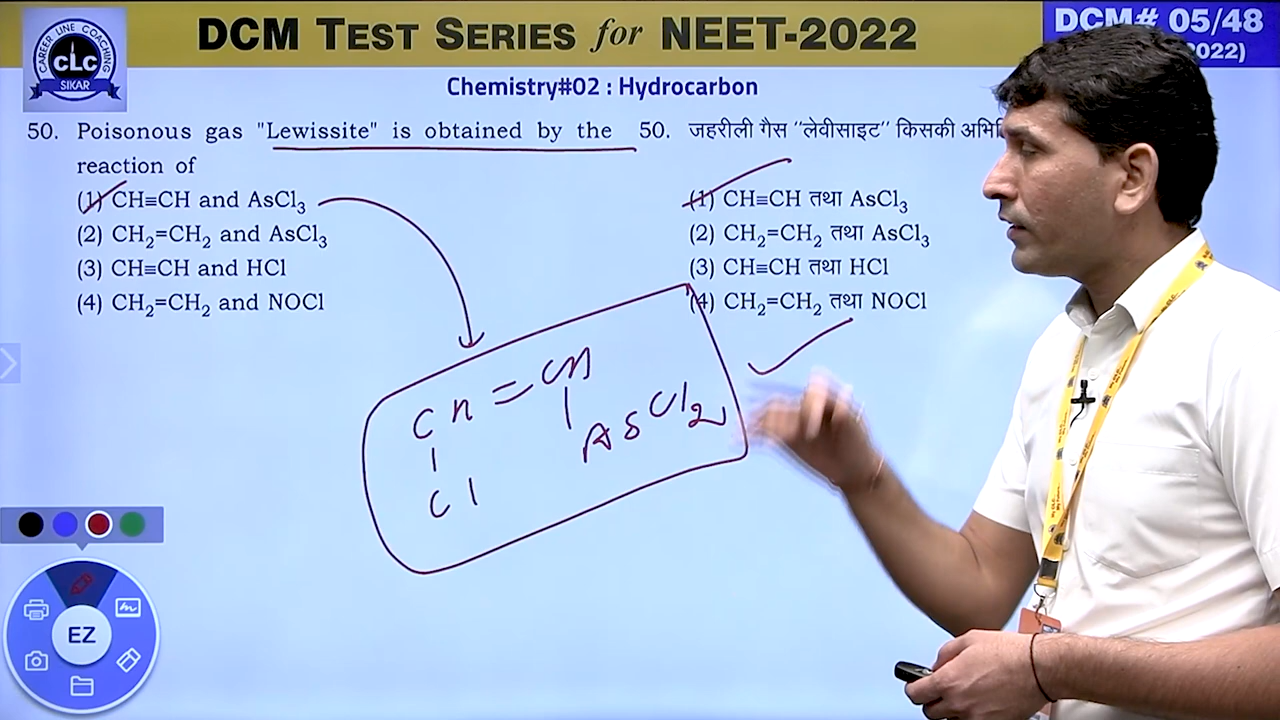 DCM TEST SERIES for NEET-2022
DCM# 05/48
2022)
CAREER LINE COACHING
CLC
SIKAR
Chemistry#02 : Hydrocarbon
50. Poisonous gas "Lewissite" is obtained by the
reaction of
(1) CH≡CH and AsCl₃
(2) CH₂=CH₂ and AsCl₃
(3) CH≡CH and HCl
(4) CH₂=CH₂ and NOCl
50. जहरीली गैस "लेवीसाइट" किसकी
(1) CH≡CH तथा AsCl₃
(2) CH₂=CH₂ तथा AsCl₃
(3) CH≡CH तथा HCl
(4) CH₂=CH₂ तथा NOCl
CH = CH
Cl
AsCl₂
EZ